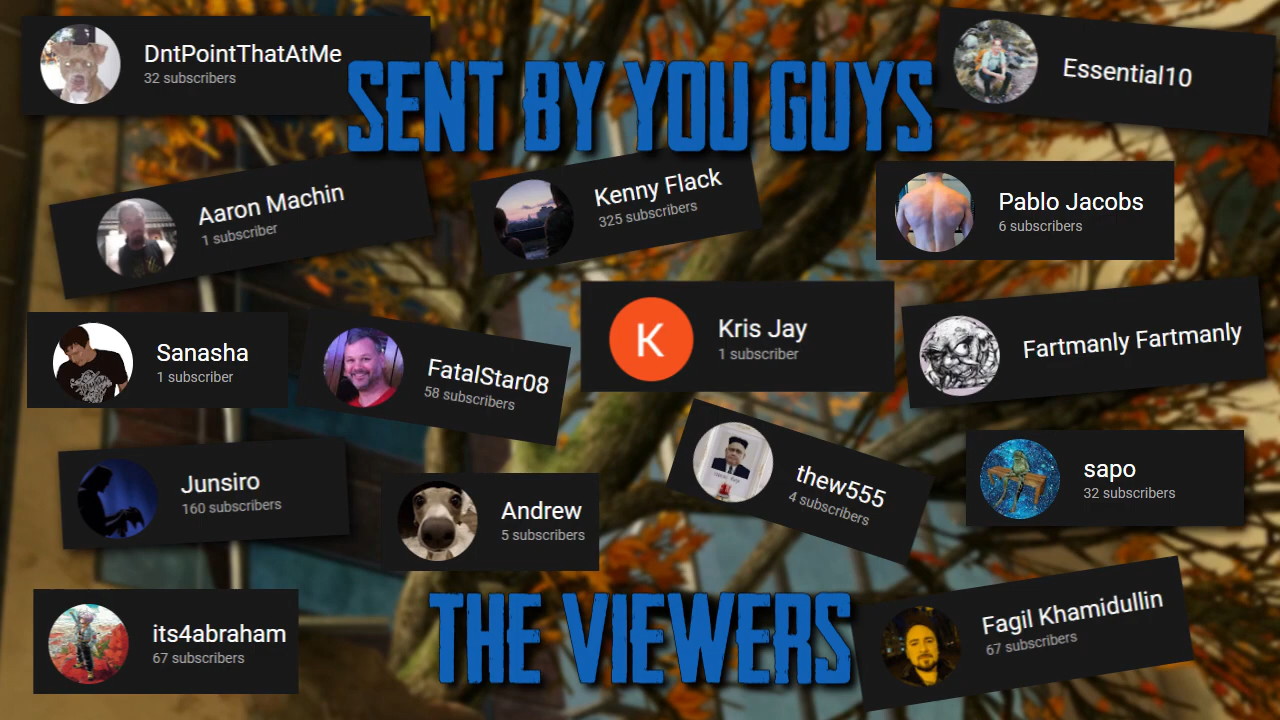 DntPointThatAtMe
32 subscribers
SENT BY YOU GUYS
Essential10
Aaron Machin
1 subscriber
Kenny Flack
325 subscribers
Pablo Jacobs
6 subscribers
Sanasha
1 subscriber
FatalStar08
58 subscribers
K
Kris Jay
1 subscriber
Fartmanly Fartmanly
Junsiro
160 subscribers
Andrew
5 subscribers
thew555
4 subscribers
sapo
32 subscribers
its4abraham
67 subscribers
THE VIEWERS
Fagil Khamidullin
67 subscribers